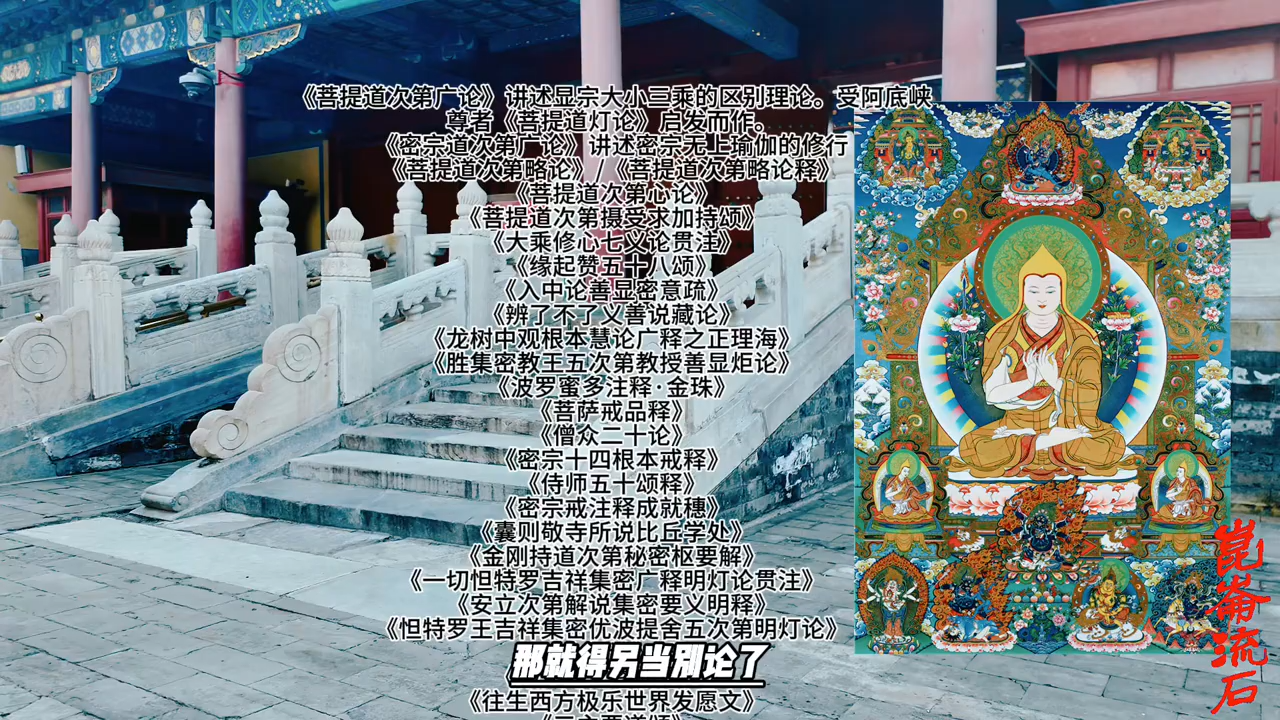 《菩提道次第广论》讲述显宗大小三乘的区别理论。受阿底峡
尊者《菩提道灯论》启发而作。
《密宗道次第广论》讲述密宗无上瑜伽的修行
《菩提道次第略论》/《菩提道次第略论释》
《菩提道次第心论》
《菩提道次第摄受求加持颂》
《大乘修心七义论贯注》
《缘起赞五十八颂》
《入中论善显密意疏》
《辨了不了义善说藏论》
《龙树中观根本慧论广释之正理海》
《胜集密教王五次第教授善显炬论》
《波罗蜜多注释·金珠》
《菩萨戒品释》
《僧众二十论》
《密宗十四根本戒释》
《侍师五十颂释》
《密宗戒注释成就穗》
《囊则敬寺所说比丘学处》
《金刚持道次第秘密枢要解》
《一切怛特罗吉祥集密广释明灯论贯注》
《安立次第解说集密要义明释》
《怛特罗王吉祥集密优波提舍五次第明灯论》
那就得另当别论了
《往生西方极乐世界发愿文》
崑崙流石